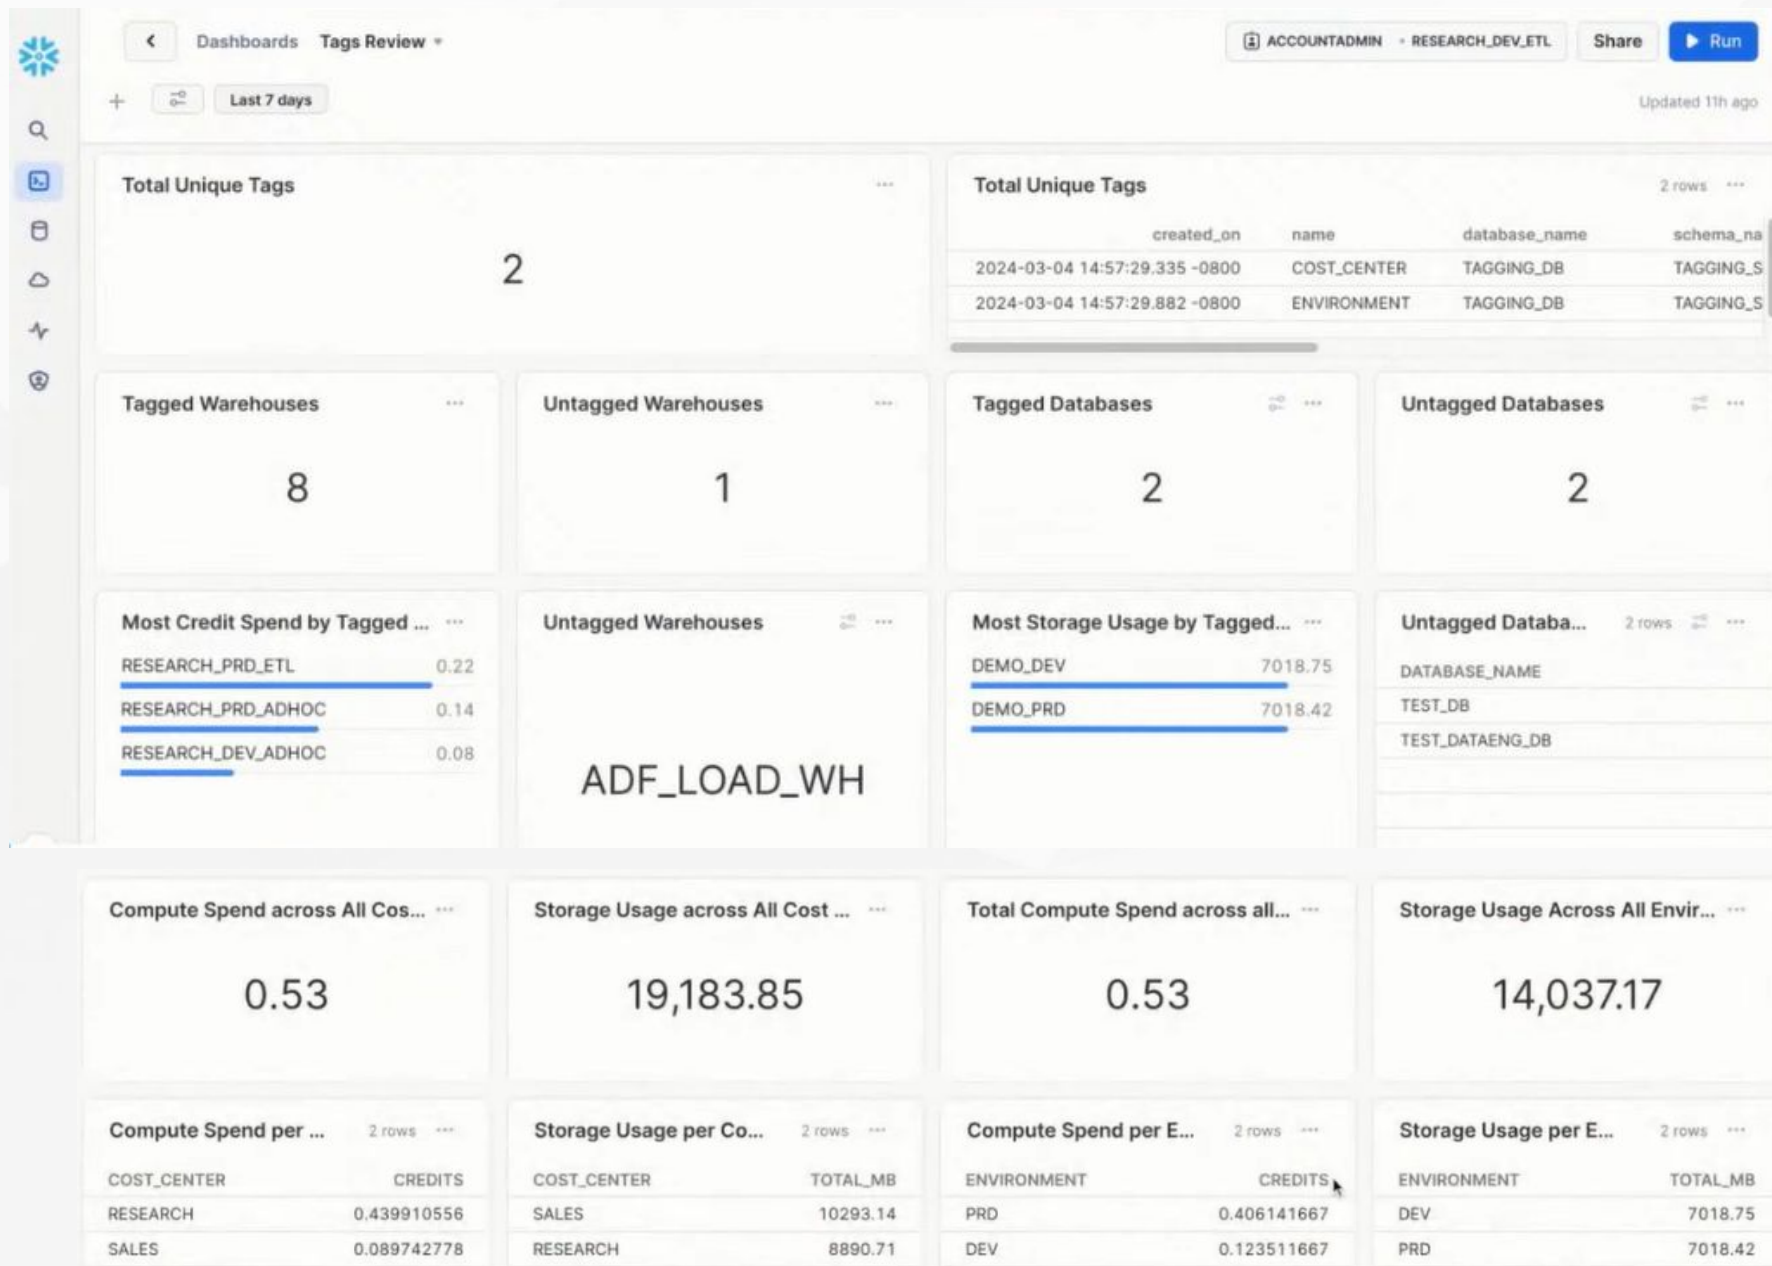 Dashboards Tags Review
ACCOUNTADMIN • RESEARCH_DEV_ETL Share Run
Last 7 days
Updated 11h ago
Total Unique Tags
2
Total Unique Tags 2 rows
created_on name database_name schema_na
2024-03-04 14:57:29.335 -0800 COST_CENTER TAGGING_DB TAGGING_S
2024-03-04 14:57:29.882 -0800 ENVIRONMENT TAGGING_DB TAGGING_S
Tagged Warehouses
8
Untagged Warehouses
1
Tagged Databases
2
Untagged Databases
2
Most Credit Spend by Tagged ...
RESEARCH_PRD_ETL 0.22
RESEARCH_PRD_ADHOC 0.14
RESEARCH_DEV_ADHOC 0.08
Untagged Warehouses
ADF_LOAD_WH
Most Storage Usage by Tagged...
DEMO_DEV 7018.75
DEMO_PRD 7018.42
Untagged Databa... 2 rows
DATABASE_NAME
TEST_DB
TEST_DATAENG_DB
Compute Spend across All Cos...
0.53
Storage Usage across All Cost ...
19,183.85
Total Compute Spend across all...
0.53
Storage Usage Across All Envir...
14,037.17
Compute Spend per ... 2 rows
COST_CENTER CREDITS
RESEARCH 0.439910556
SALES 0.089742778
Storage Usage per Co... 2 rows
COST_CENTER TOTAL_MB
SALES 10293.14
RESEARCH 8890.71
Compute Spend per E... 2 rows
ENVIRONMENT CREDITS
PRD 0.406141667
DEV 0.123511667
Storage Usage per E... 2 rows
ENVIRONMENT TOTAL_MB
DEV 7018.75
PRD 7018.42